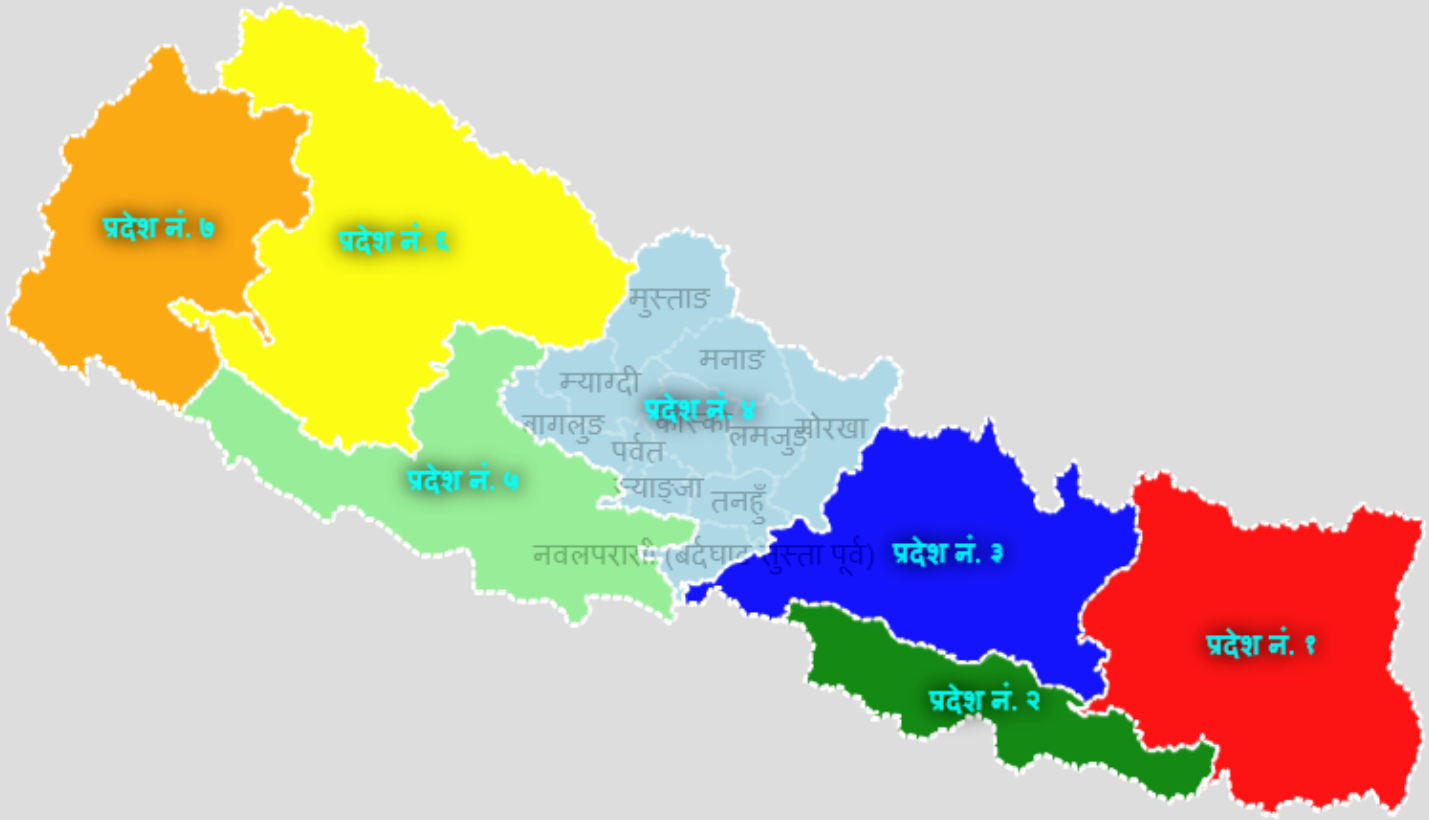 प्रदेश नं. ७
प्रदेश नं. ६
मुस्ताङ
मनाङ
म्याग्दी
प्रदेश नं. ४
बागलुङ
कास्की
लमजुङ
गोरखा
पर्वत
प्रदेश नं. ५
स्याङ्जा
तनहुँ
नवलपरासी (बर्दघाट सुस्ता पूर्व)
प्रदेश नं. ३
प्रदेश नं. १
प्रदेश नं. २